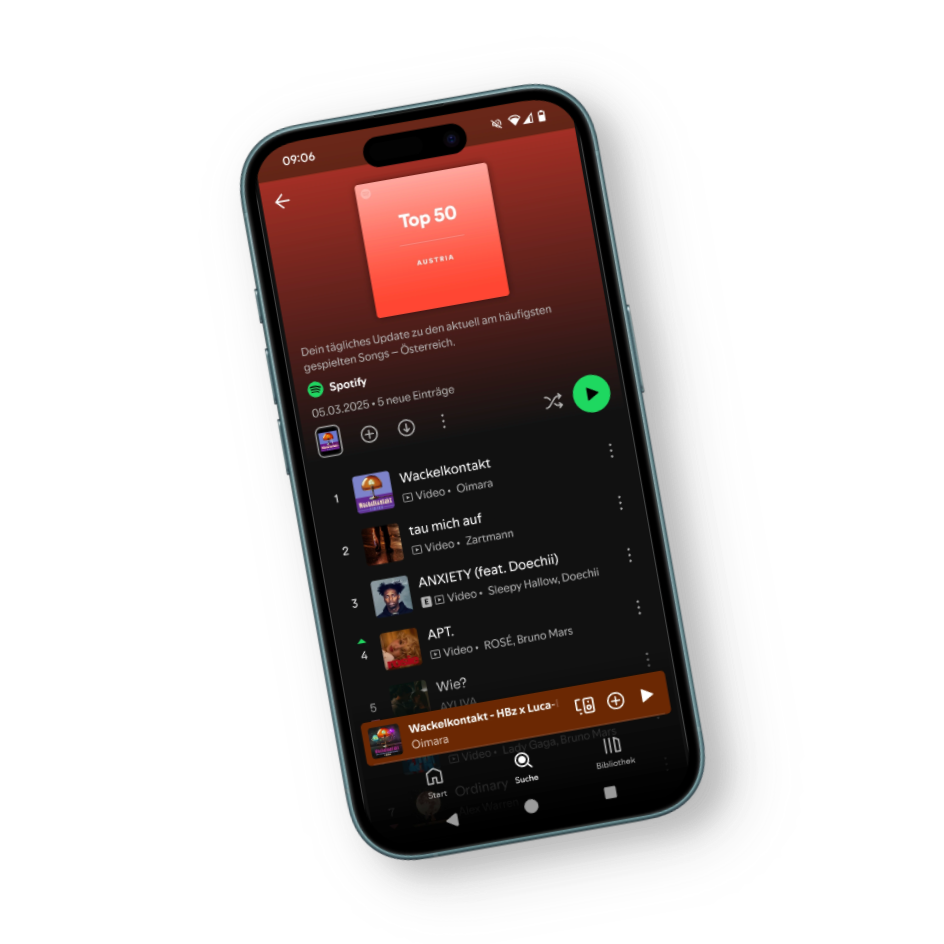 09:06
Top 50
AUSTRIA
Dein tägliches Update zu den aktuell am häufigsten
gespielten Songs – Österreich.
Spotify
05.03.2025 • 5 neue Einträge
1
Wackelkontakt
Video • Oimara
2
tau mich auf
Video • Zartmann
3
ANXIETY (feat. Doechii)
E Video • Sleepy Hallow, Doechii
4
APT.
Video • ROSÉ, Bruno Mars
5
Wie?
AYLIVA
Wackelkontakt - HBz x Luca-
Oimara
Video • Lady Gaga, Bruno Mars
7
Ordinary
Alex Warren
Start
Suche
Bibliothek